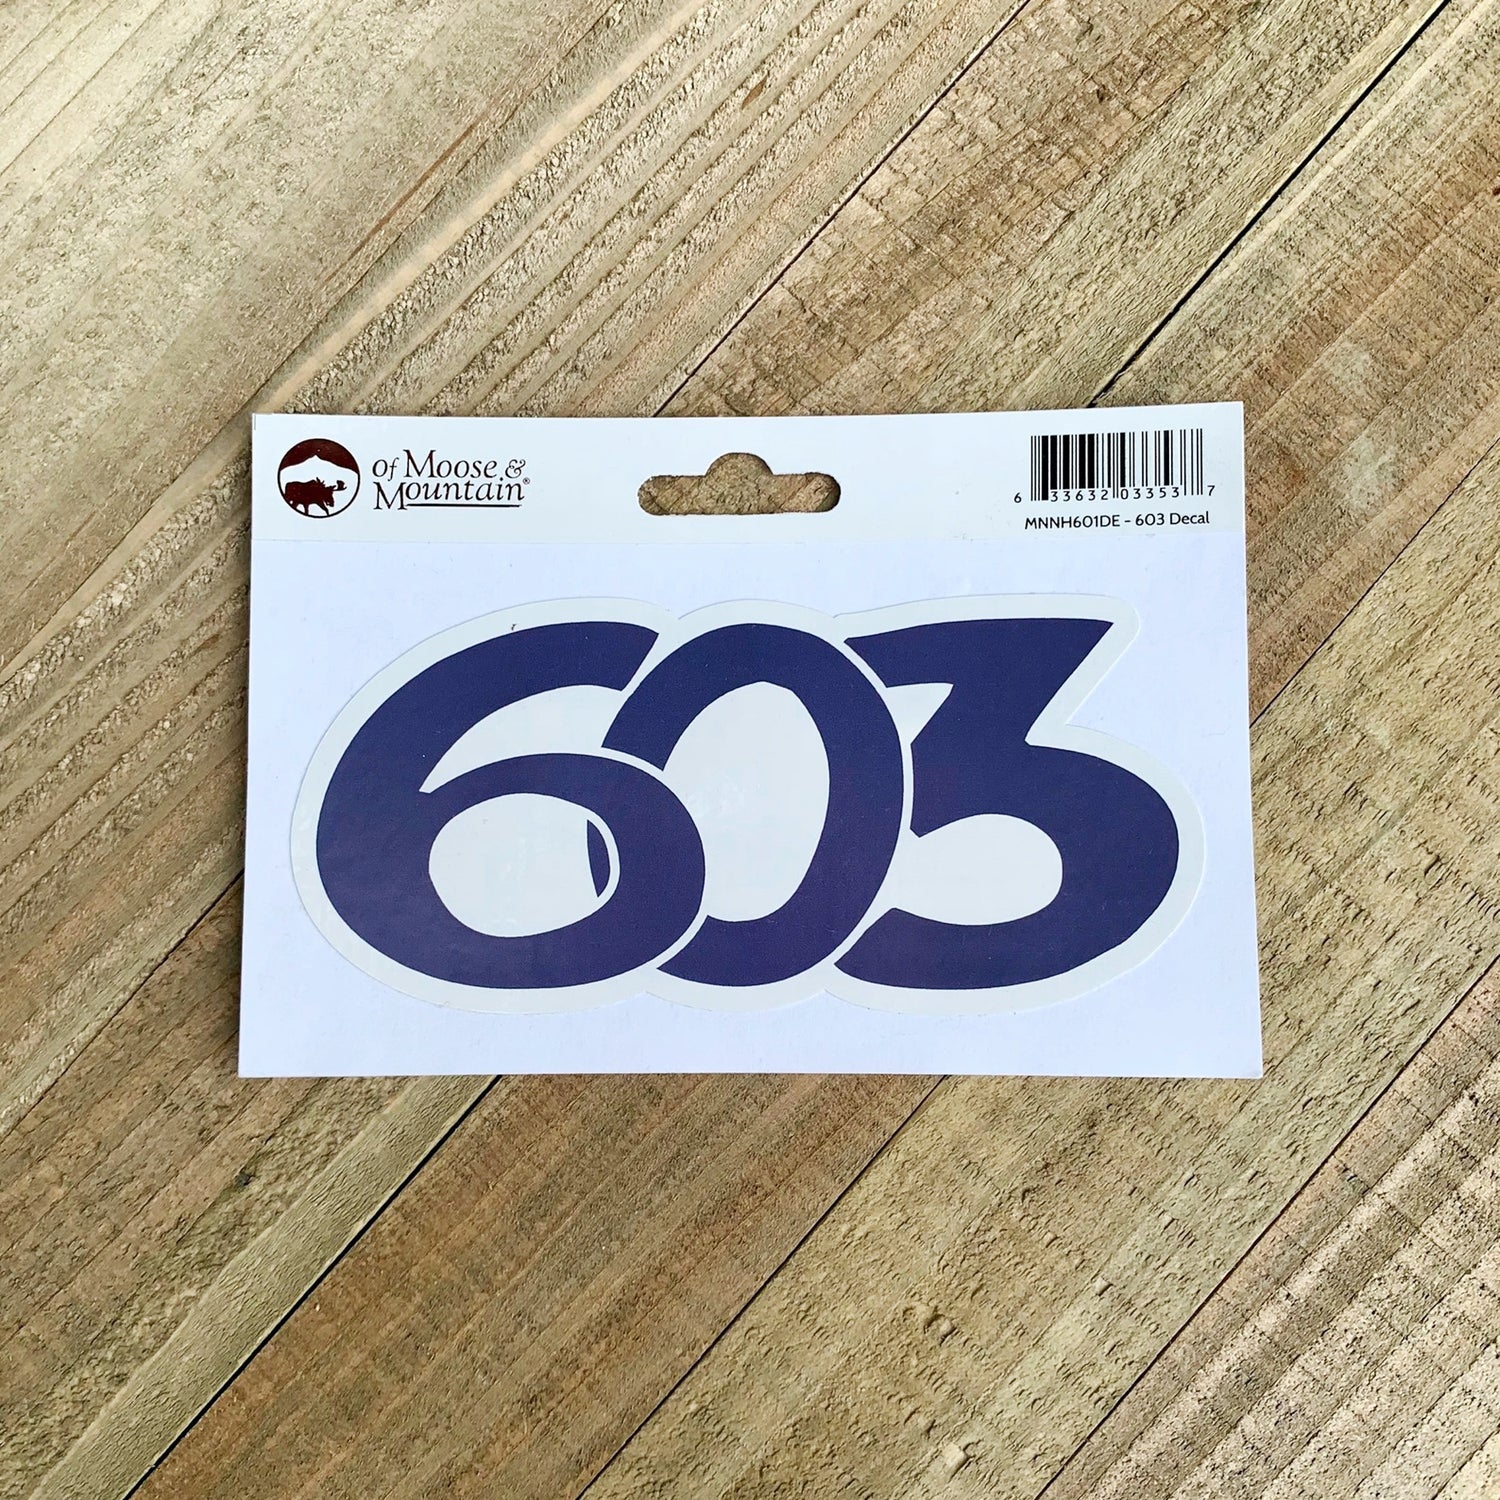 Of Moose &
Mountain®
6 33632 03353 7
MNNH601DE - 603 Decal
603